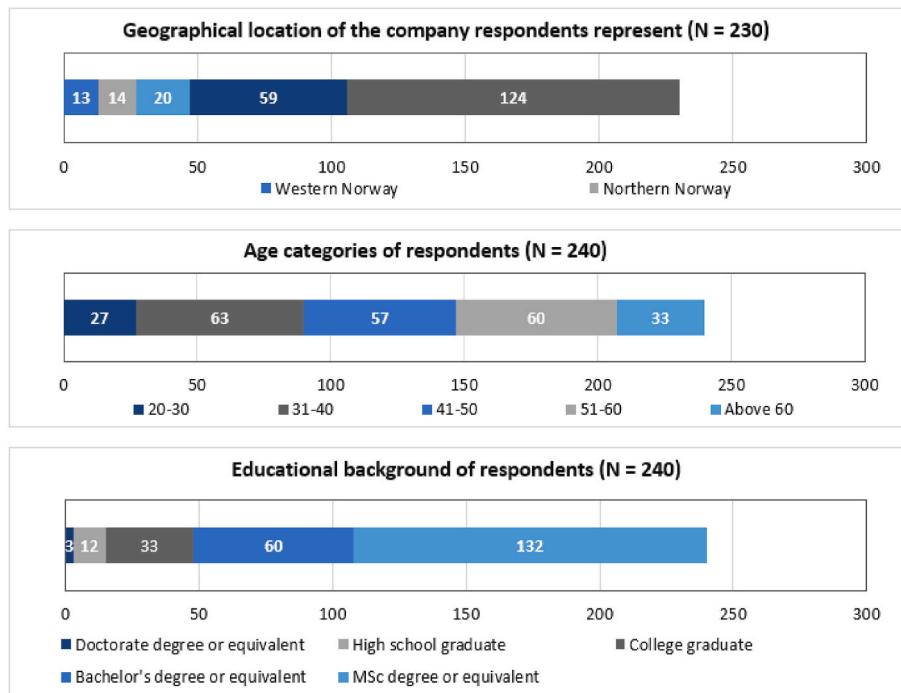 Geographical location of the company respondents represent (N = 230)
13 14 20 59 124
0 50 100 150 200 250 300
Western Norway Northern Norway
Age categories of respondents (N = 240)
27 63 57 60 33
0 50 100 150 200 250 300
20-30 31-40 41-50 51-60 Above 60
Educational background of respondents (N = 240)
3 12 33 60 132
0 50 100 150 200 250 300
Doctorate degree or equivalent High school graduate College graduate
Bachelor's degree or equivalent MSc degree or equivalent